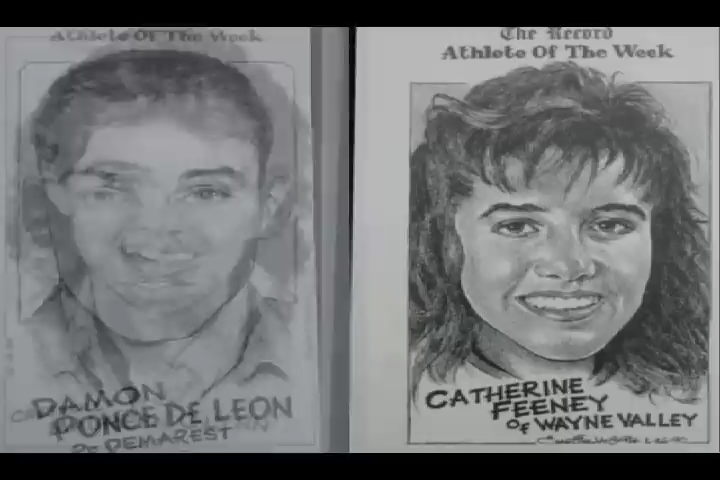 Athlete Of The Week
DAMON
PONCE DE LEON
OF DEMAREST
The Record
Athlete Of The Week
CATHERINE
FEENEY
OF WAYNE VALLEY